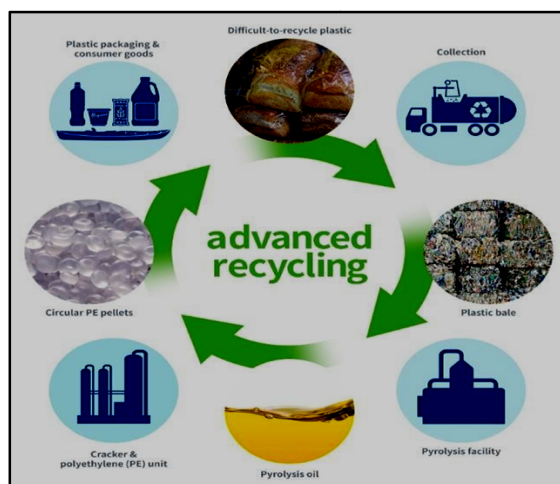 Difficult-to-recycle plastic
Plastic packaging &
consumer goods
Collection
advanced
recycling
Circular PE pellets
Plastic bale
Cracker &
polyethylene (PE) unit
Pyrolysis oil
Pyrolysis facility